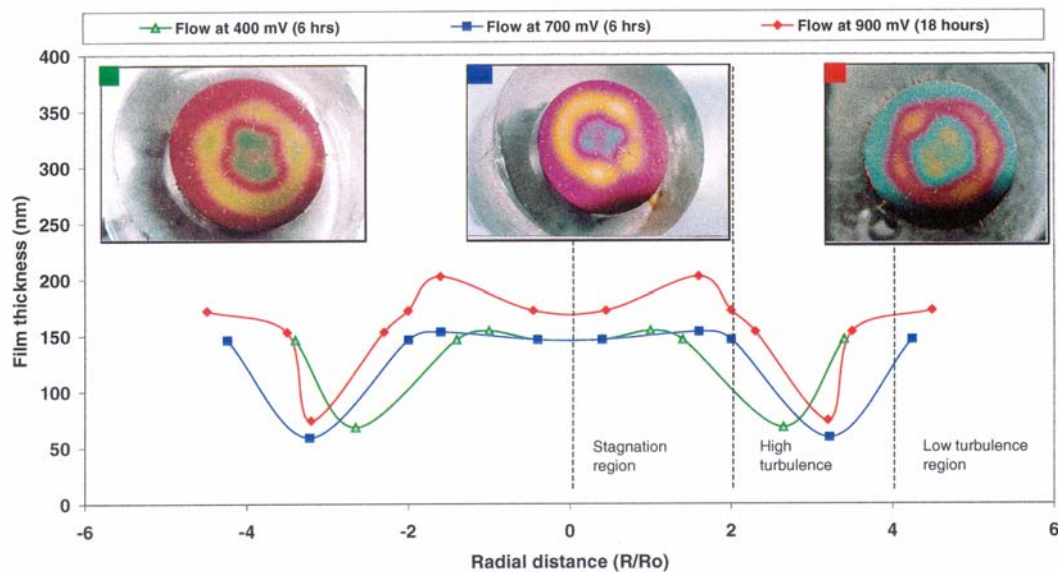 Flow at 400 mV (6 hrs) Flow at 700 mV (6 hrs) Flow at 900 mV (18 hours)
Film thickness (nm)
400
350
300
250
200
150
100
50
0
Stagnation
region
High
turbulence
Low turbulence
region
-6 -4 -2 0 2 4 6
Radial distance (R/Ro)